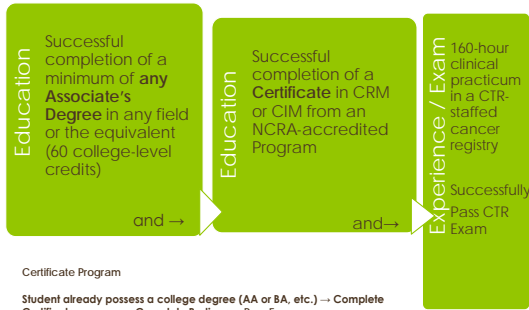 Education
Successful
completion of a
minimum of any
Associate's
Degree in any field
or the equivalent
(60 college-level
credits)
and →
Education
Successful
completion of a
Certificate in CRM
or CIM from an
NCRA-accredited
Program
and→
Experience / Exam
160-hour
clinical
practicum
in a CTR-
staffed
cancer
registry
Successfully
Pass CTR
Exam
Certificate Program
Student already possess a college degree (AA or BA, etc.) → Complete